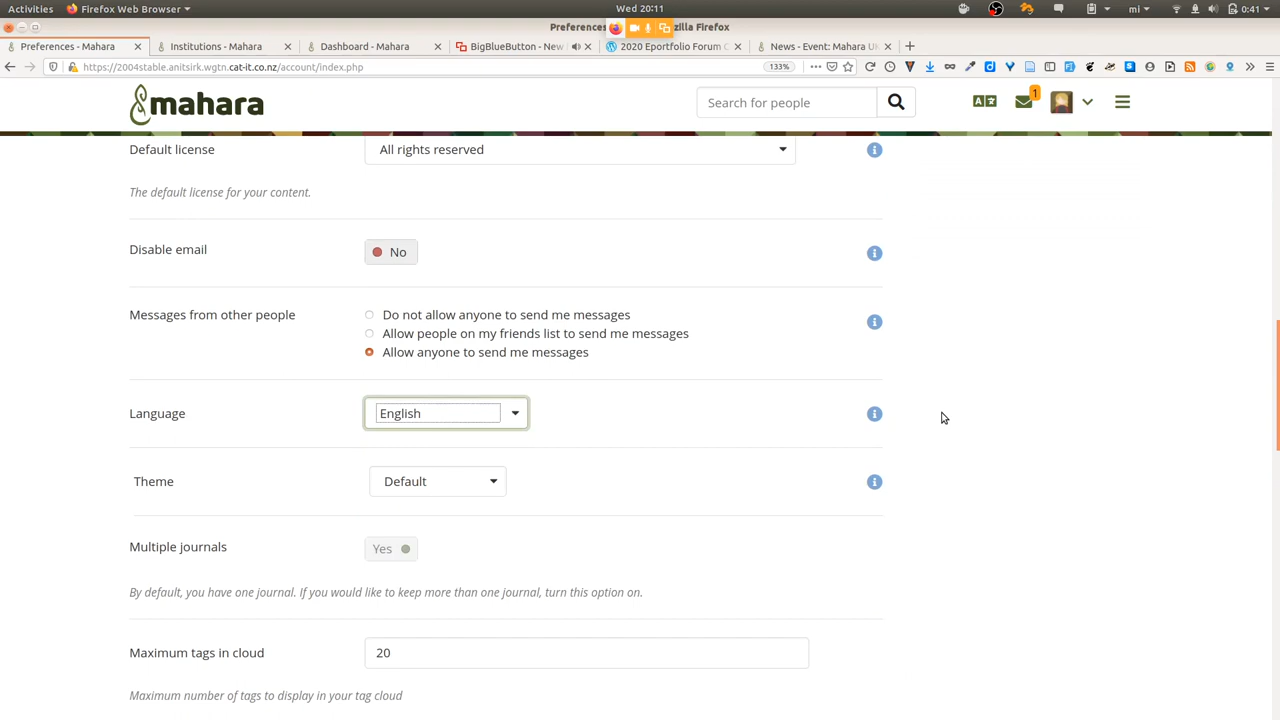 Activities
Firefox Web Browser
Wed 20:11
mi
0:41
Preferences
zilla Firefox
Preferences - Mahara
Institutions - Mahara
Dashboard - Mahara
BigBlueButton - New
2020 Eportfolio Forum C
News - Event: Mahara U
https://2004stable.anitsirk.wgtn.cat-it.co.nz/account/index.php
133%
mahara
Search for people
1
Default license
All rights reserved
The default license for your content.
Disable email
No
Messages from other people
Do not allow anyone to send me messages
Allow people on my friends list to send me messages
Allow anyone to send me messages
Language
English
Theme
Default
Multiple journals
Yes
By default, you have one journal. If you would like to keep more than one journal, turn this option on.
Maximum tags in cloud
20
Maximum number of tags to display in your tag cloud